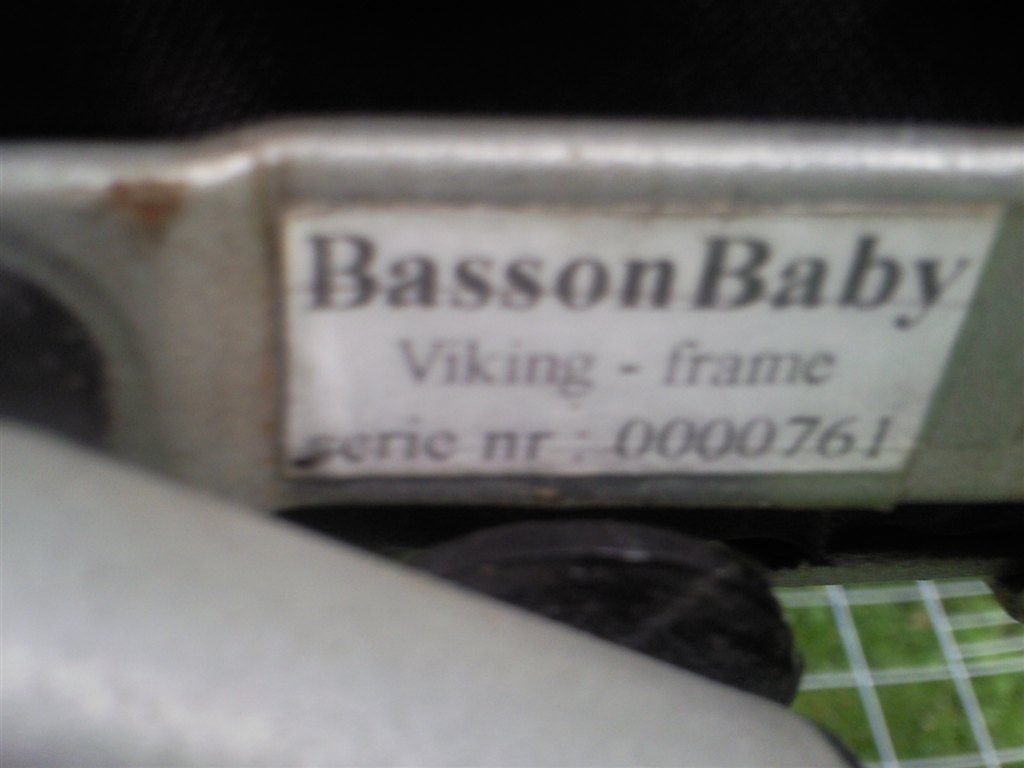 BassonBaby
Viking - frame
serie nr : 0000761